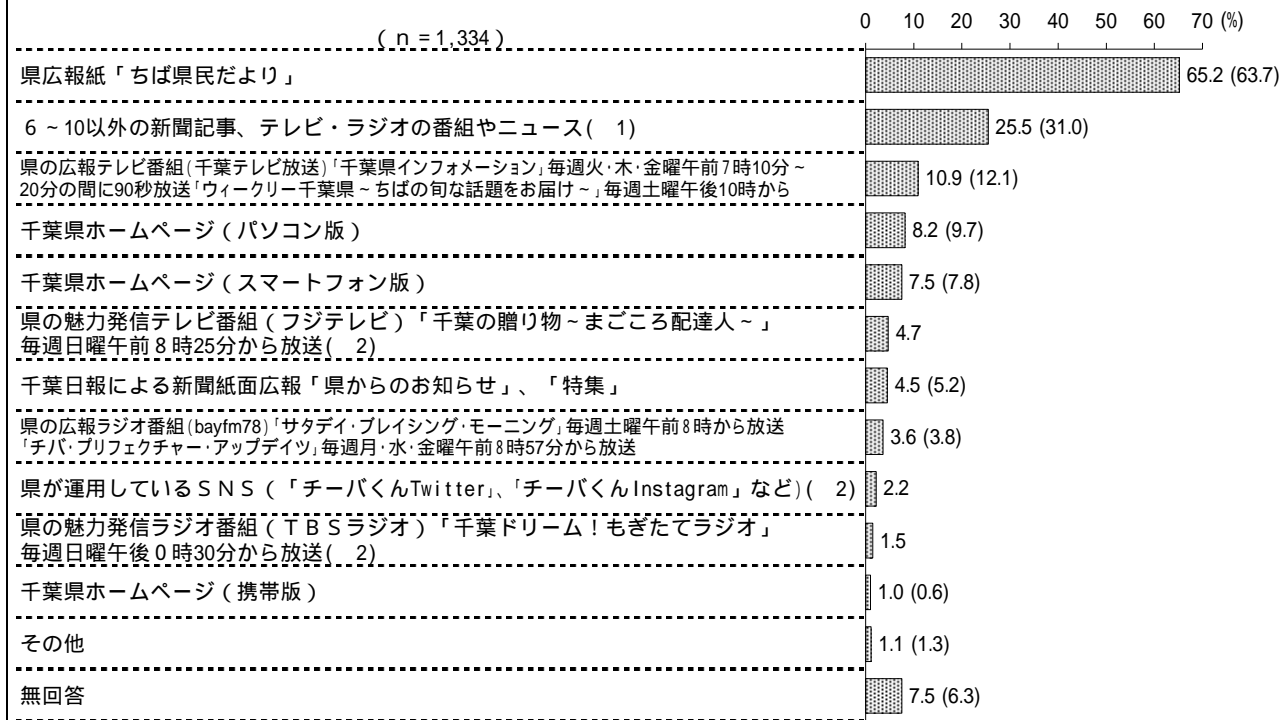 0 10 20 30 40 50 60 70 (%)
(n=1,334)
県広報紙「ちば県民だより」
65.2 (63.7)
6~10以外の新聞記事、テレビ・ラジオの番組やニュース( 1)
25.5 (31.0)
県の広報テレビ番組(千葉テレビ放送)「千葉県インフォメーション」毎週火・木・金曜午前7時10分~
20分の間に90秒放送「ウィークリー千葉県~ちばの旬な話題をお届け~」毎週土曜午後10時から
10.9 (12.1)
千葉県ホームページ(パソコン版)
8.2 (9.7)
千葉県ホームページ(スマートフォン版)
7.5 (7.8)
県の魅力発信テレビ番組(フジテレビ)「千葉の贈り物~まごころ配達人~」
毎週日曜午前8時25分から放送( 2)
4.7
千葉日報による新聞紙面広報「県からのお知らせ」、「特集」
4.5 (5.2)
県の広報ラジオ番組(bayfm78)「サタデイ・ブレイシング・モーニング」毎週土曜午前8時から放送
「チバ・プリフェクチャー・アップデイツ」毎週月・水・金曜午前8時57分から放送
3.6 (3.8)
県が運用しているSNS(「チーバくんTwitter」、「チーバくんInstagram」など)( 2)
2.2
県の魅力発信ラジオ番組(TBSラジオ)「千葉ドリーム!もぎたてラジオ」
毎週日曜午後0時30分から放送( 2)
1.5
千葉県ホームページ(携帯版)
1.0 (0.6)
その他
1.1 (1.3)
無回答
7.5 (6.3)